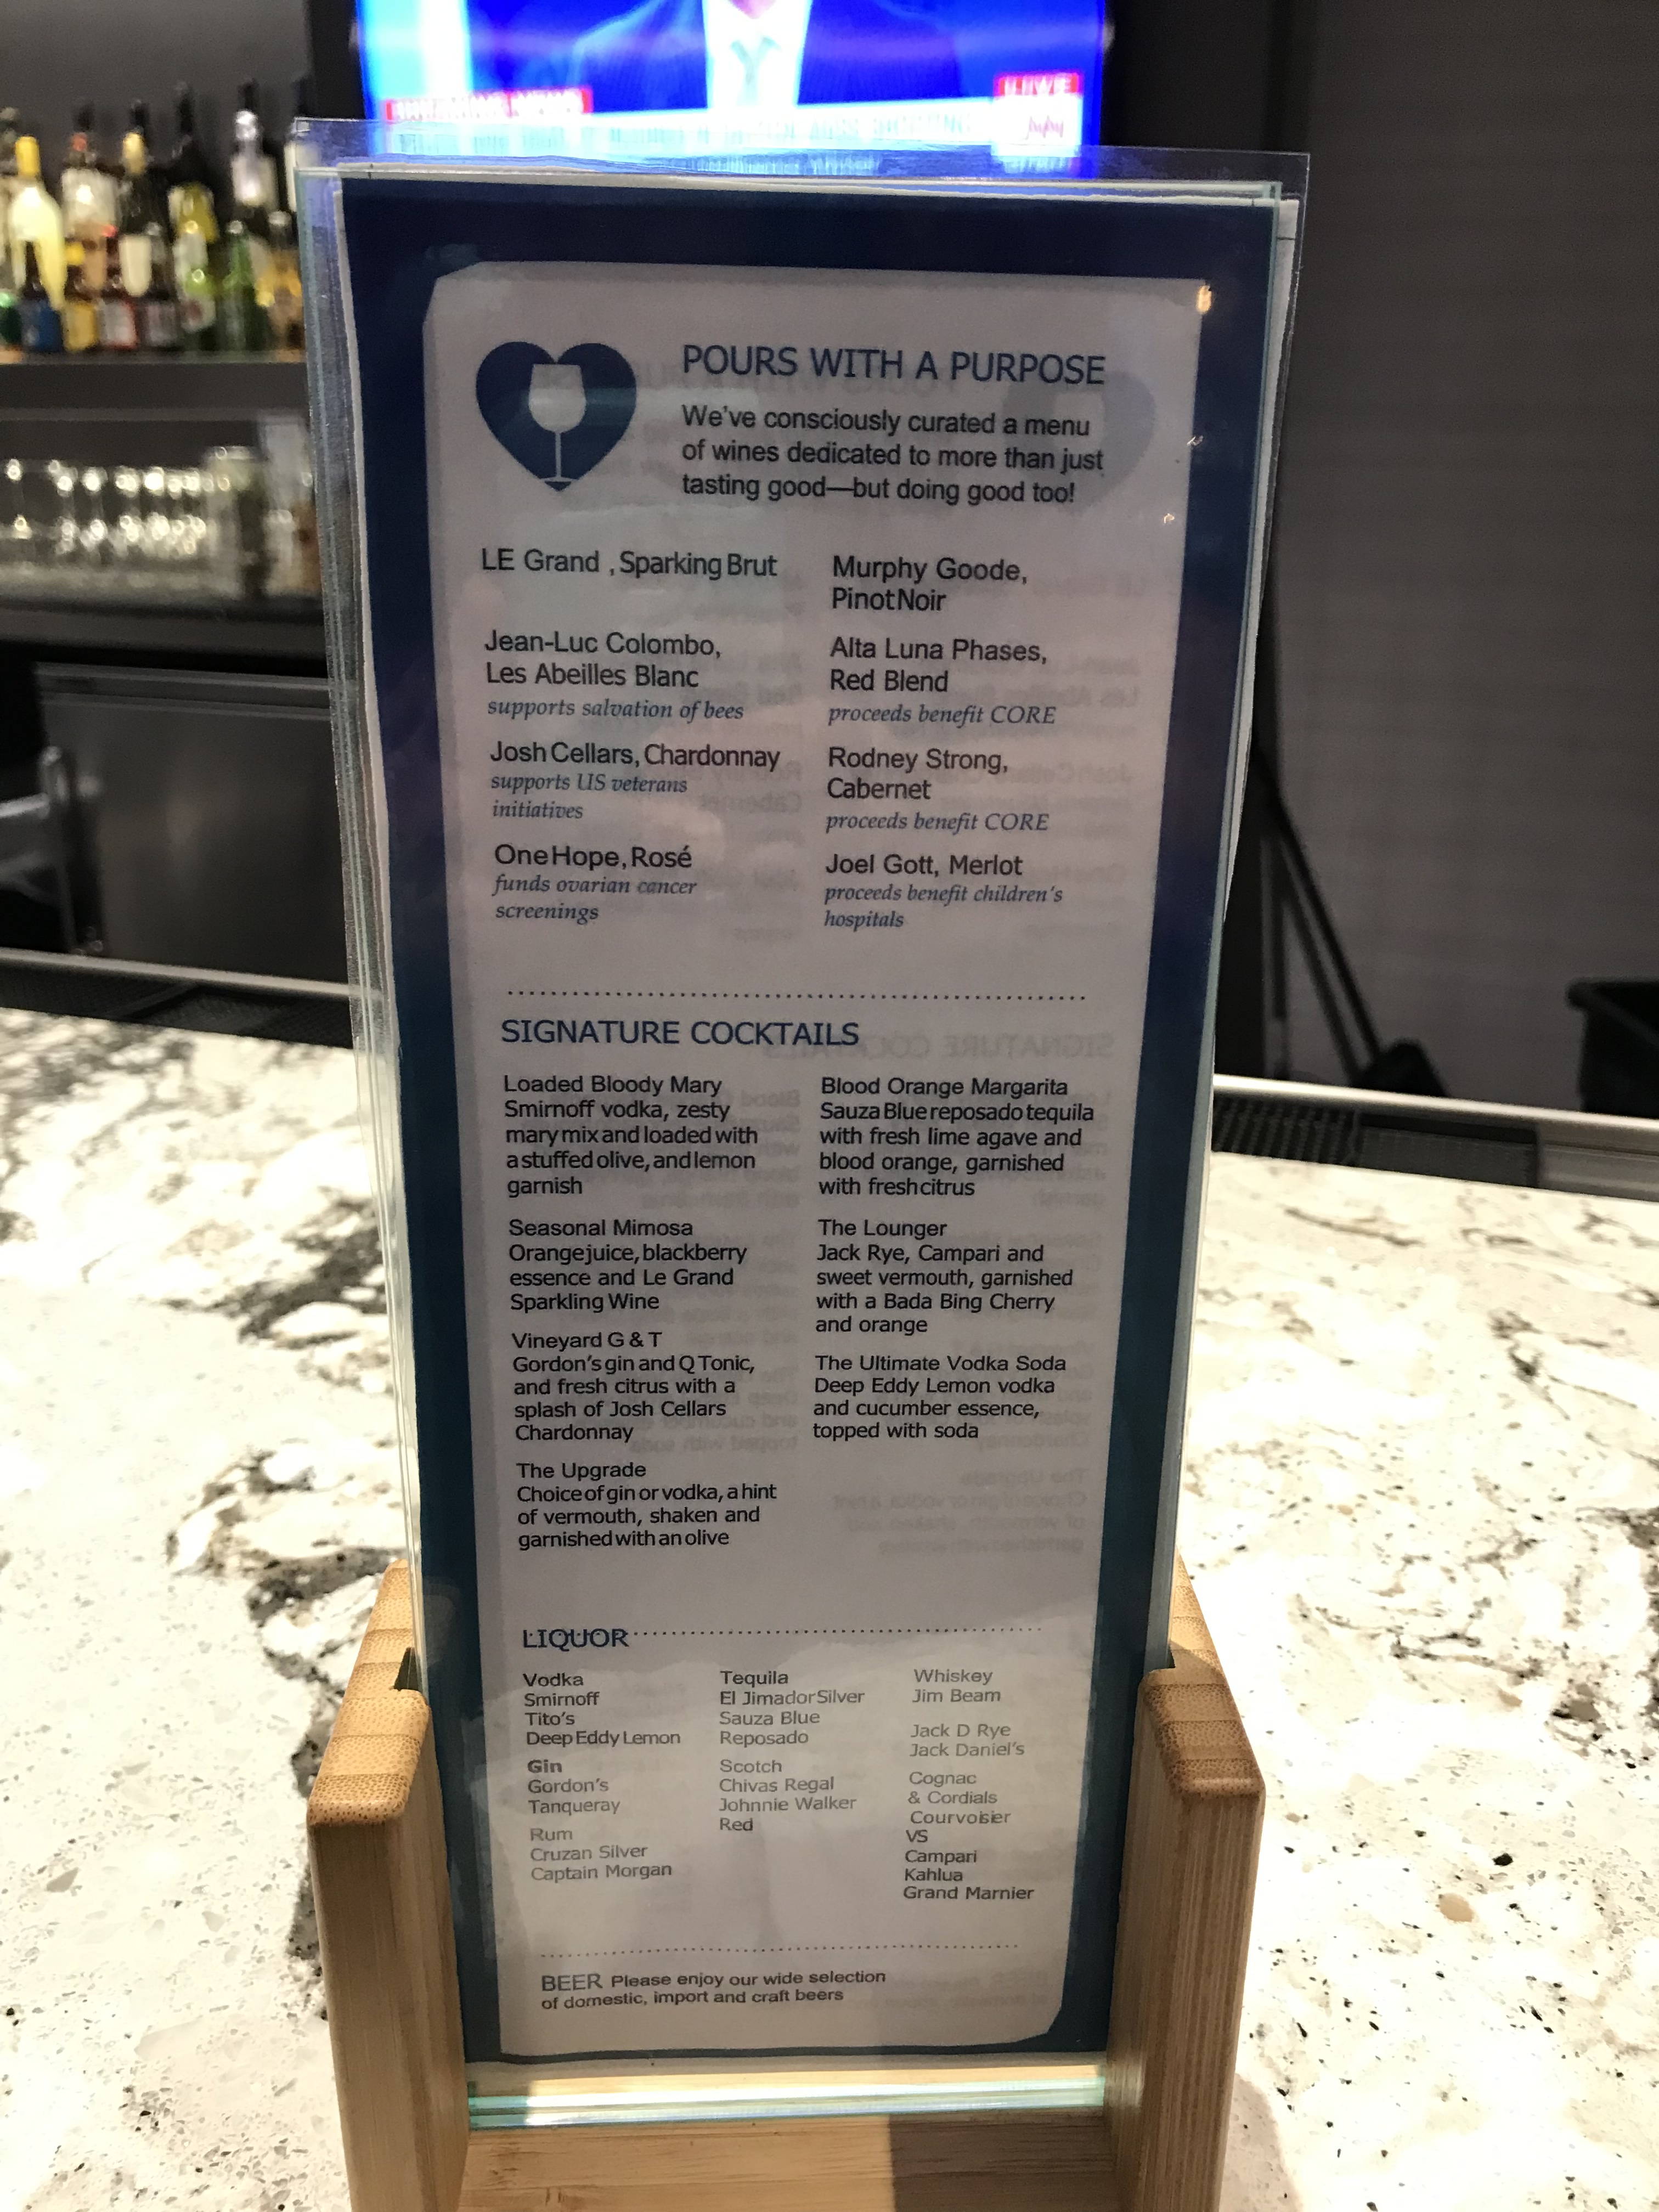 POURS WITH A PURPOSE
We've consciously curated a menu
of wines dedicated to more than just
tasting good—but doing good too!
LE Grand , Sparking Brut
Jean-Luc Colombo,
Les Abeilles Blanc
supports salvation of bees
Josh Cellars, Chardonnay
supports US veterans
initiatives
OneHope, Rosé
funds ovarian cancer
screenings
Murphy Goode,
Pinot Noir
Alta Luna Phases,
Red Blend
proceeds benefit CORE
Rodney Strong,
Cabernet
proceeds benefit CORE
Joel Gott, Merlot
proceeds benefit children's
hospitals
SIGNATURE COCKTAILS
Loaded Bloody Mary
Smirnoff vodka, zesty
mary mix and loaded with
a stuffed olive, and lemon
garnish
Seasonal Mimosa
Orange juice, blackberry
essence and Le Grand
Sparkling Wine
Vineyard G & T
Gordon's gin and Q Tonic,
and fresh citrus with a
splash of Josh Cellars
Chardonnay
The Upgrade
Choice of gin or vodka, a hint
of vermouth, shaken and
garnished with an olive
Blood Orange Margarita
Sauza Blue reposado tequila
with fresh lime agave and
blood orange, garnished
with fresh citrus
The Lounger
Jack Rye, Campari and
sweet vermouth, garnished
with a Bada Bing Cherry
and orange
The Ultimate Vodka Soda
Deep Eddy Lemon vodka
and cucumber essence,
topped with soda
LIQUOR
Vodka
Smirnoff
Tito's
Deep Eddy Lemon
Gin
Gordon's
Tanqueray
Rum
Cruzan Silver
Captain Morgan
Tequila
El Jimador Silver
Sauza Blue
Reposado
Scotch
Chivas Regal
Johnnie Walker
Red
Whiskey
Jim Beam
Jack D Rye
Jack Daniel's
Cognac
& Cordials
Courvoisier
VS
Campari
Kahlua
Grand Marnier
BEER Please enjoy our wide selection
of domestic, import and craft beers